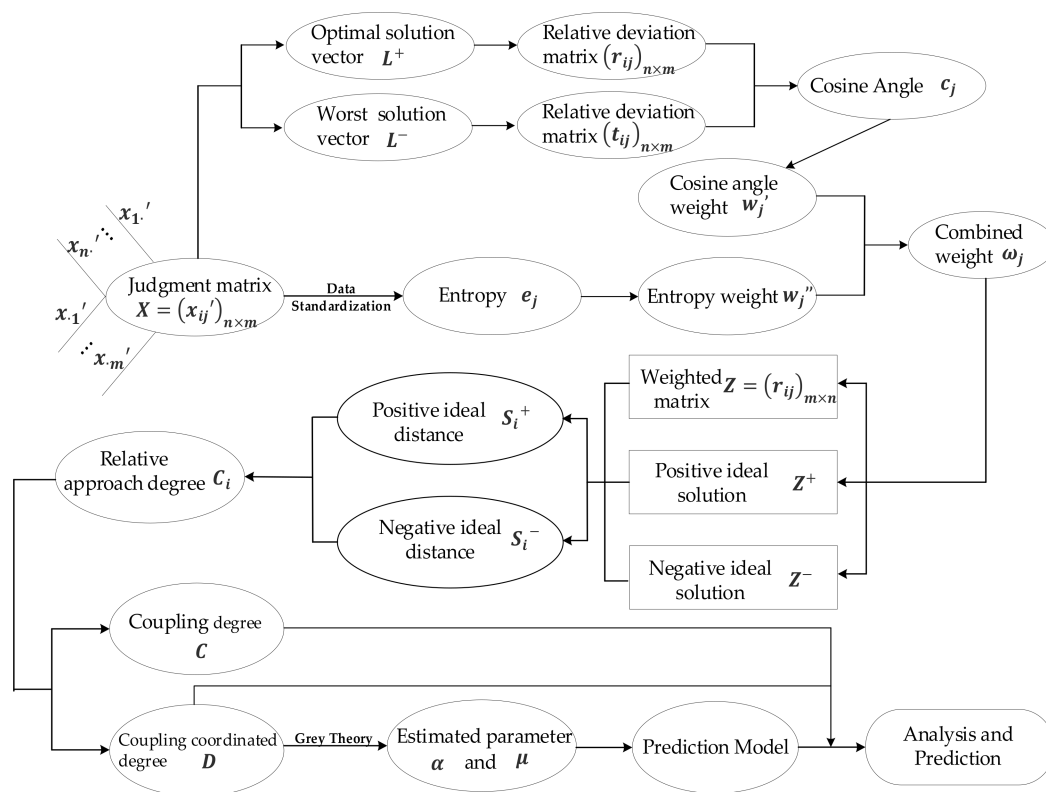 Optimal solution
vector L⁺
Relative deviation
matrix (rᵢⱼ)ₙₓₘ
Cosine Angle cⱼ
Worst solution
vector L⁻
Relative deviation
matrix (tᵢⱼ)ₙₓₘ
Cosine angle
weight wⱼ'
Combined
weight ωⱼ
x₁.'
...
xₙ.'
x.₁'
...
x.ₘ'
Judgment matrix
X = (xᵢⱼ')ₙₓₘ
Data
Standardization
Entropy eⱼ
Entropy weight wⱼ''
Weighted Z = (rᵢⱼ)ₘₓₙ
matrix
Positive ideal
solution Z⁺
Negative ideal
solution Z⁻
Positive ideal
distance Sᵢ⁺
Negative ideal
distance Sᵢ⁻
Relative
approach degree Cᵢ
Coupling degree
C
Coupling coordinated
degree D
Grey Theory
Estimated parameter
α and μ
Prediction Model
Analysis and
Prediction